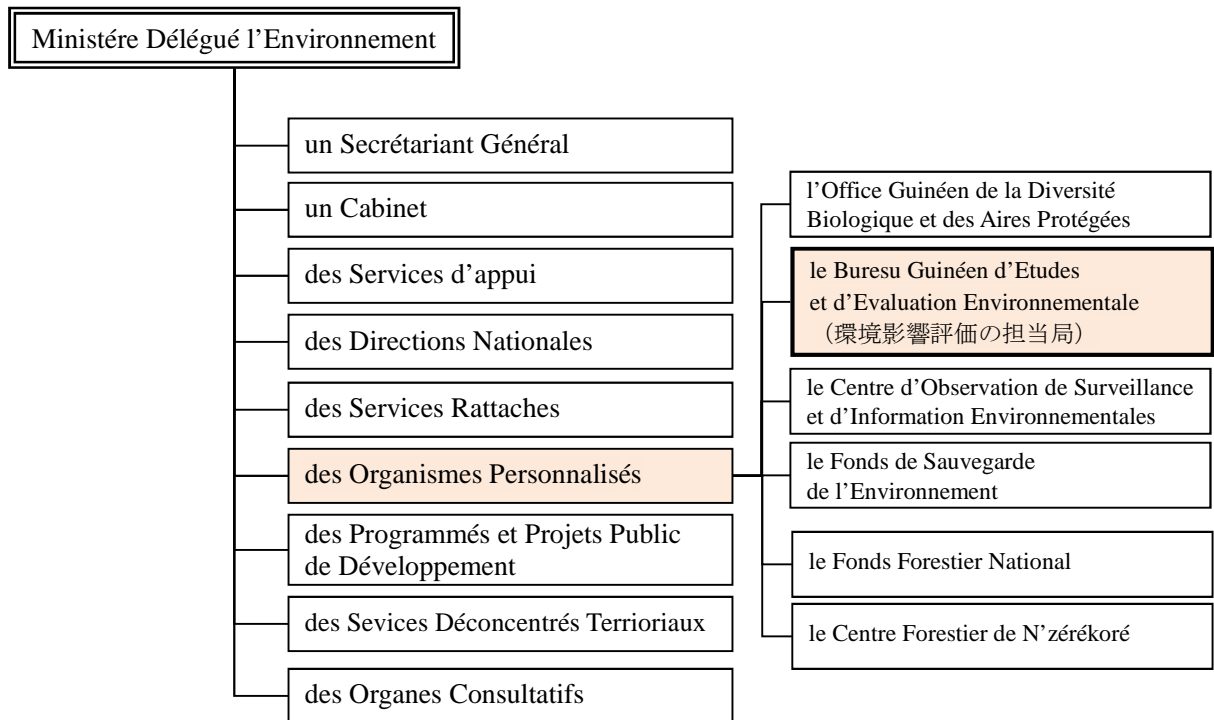 Ministére Délégué l’Environnement
un Secrétariant Général
un Cabinet
des Services d’appui
des Directions Nationales
des Services Rattaches
des Organismes Personnalisés
des Programmés et Projets Public
de Développement
des Sevices Déconcentrés Terrioriaux
des Organes Consultatifs
l’Office Guinéen de la Diversité
Biologique et des Aires Protégées
le Buresu Guinéen d’Etudes
et d’Evaluation Environnementale
（環境影響評価の担当局）
le Centre d’Observation de Surveillance
et d’Information Environnementales
le Fonds de Sauvegarde
de l’Environnement
le Fonds Forestier National
le Centre Forestier de N’zérékoré